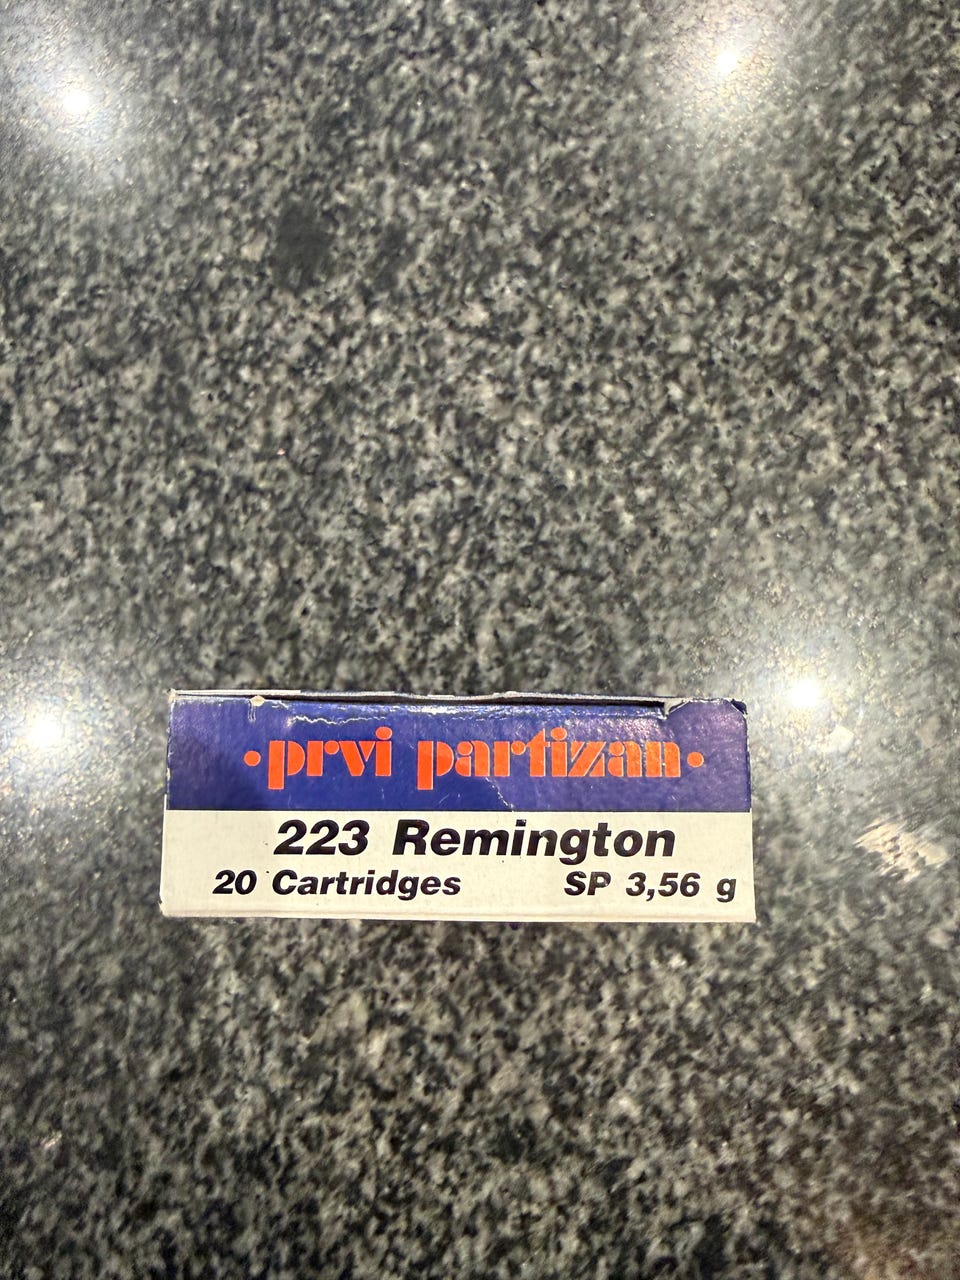 •prvi partizan•
223 Remington
20 Cartridges SP 3,56 g